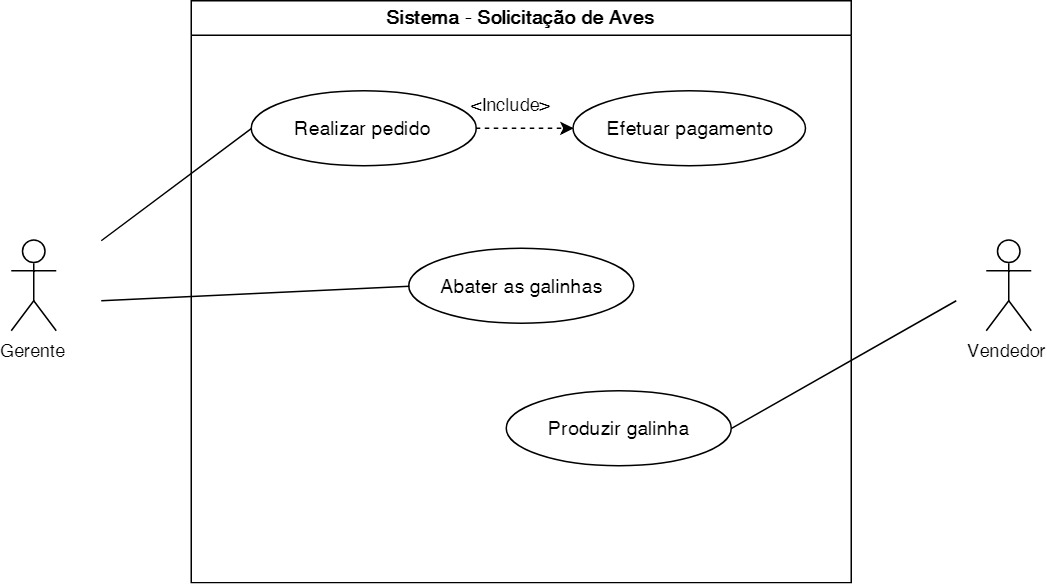 Sistema - Solicitação de Aves
<Include>
Realizar pedido
Efetuar pagamento
Abater as galinhas
Gerente
Vendedor
Produzir galinha